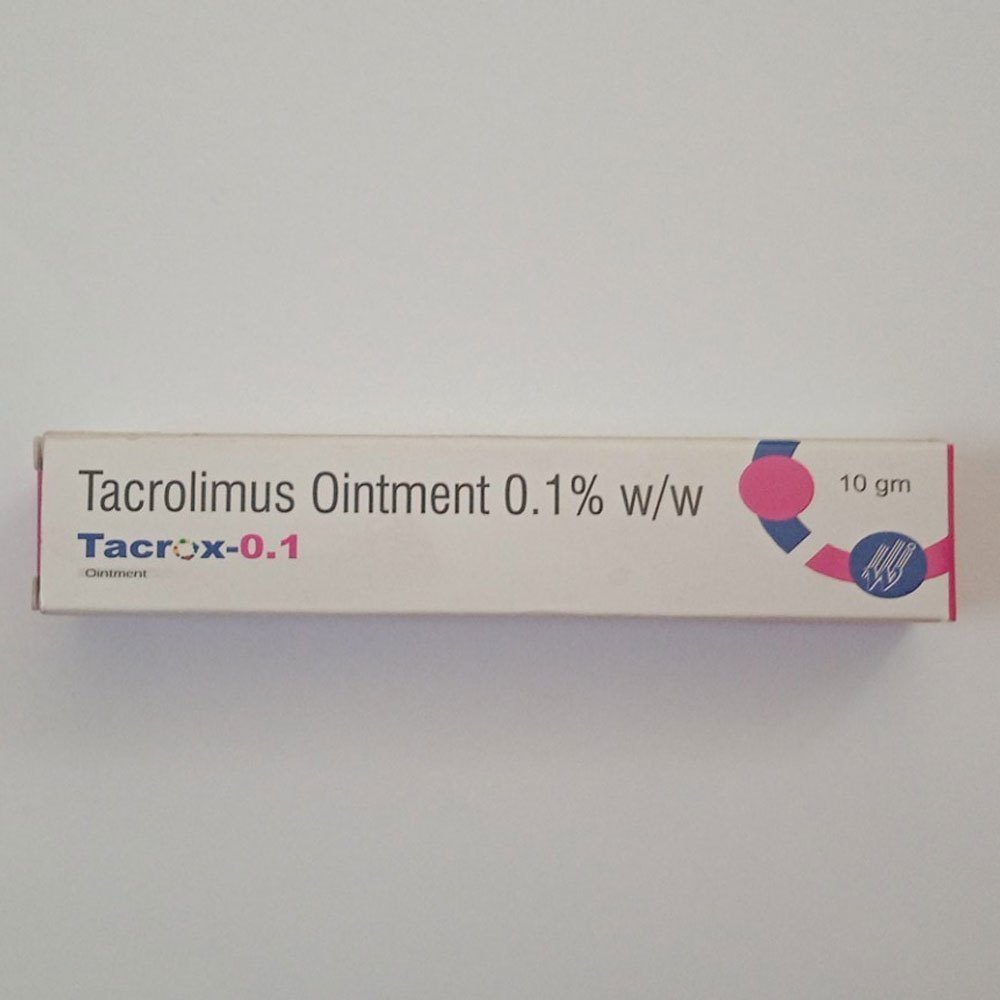 Tacrolimus Ointment 0.1% w/w
Tacrox-0.1
Ointment
10 gm